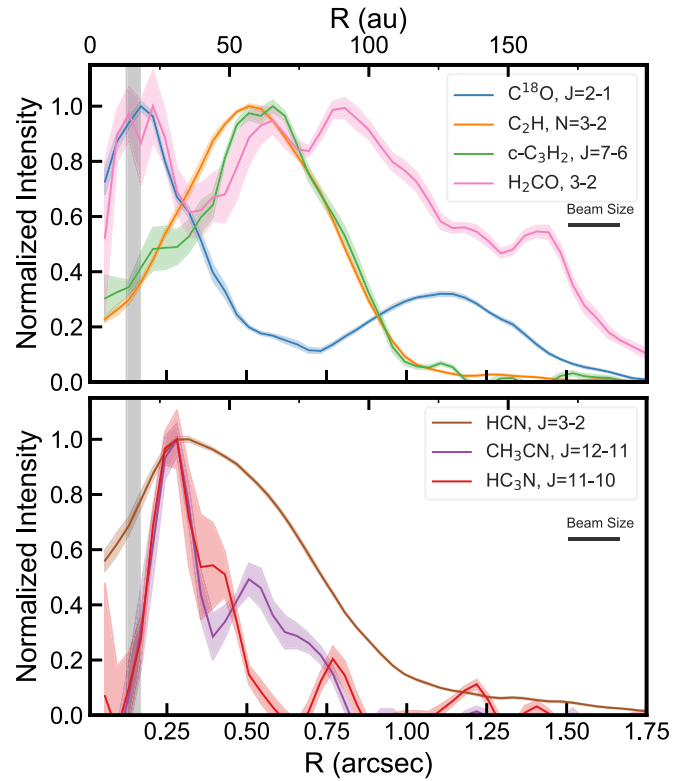 R (au)
0 50 100 150
1.0
0.8
0.6
0.4
0.2
0.0
Normalized Intensity
C¹⁸O, J=2-1
C₂H, N=3-2
c-C₃H₂, J=7-6
H₂CO, 3-2
Beam Size
1.0
0.8
0.6
0.4
0.2
0.0
Normalized Intensity
HCN, J=3-2
CH₃CN, J=12-11
HC₃N, J=11-10
Beam Size
0.25 0.50 0.75 1.00 1.25 1.50 1.75
R (arcsec)